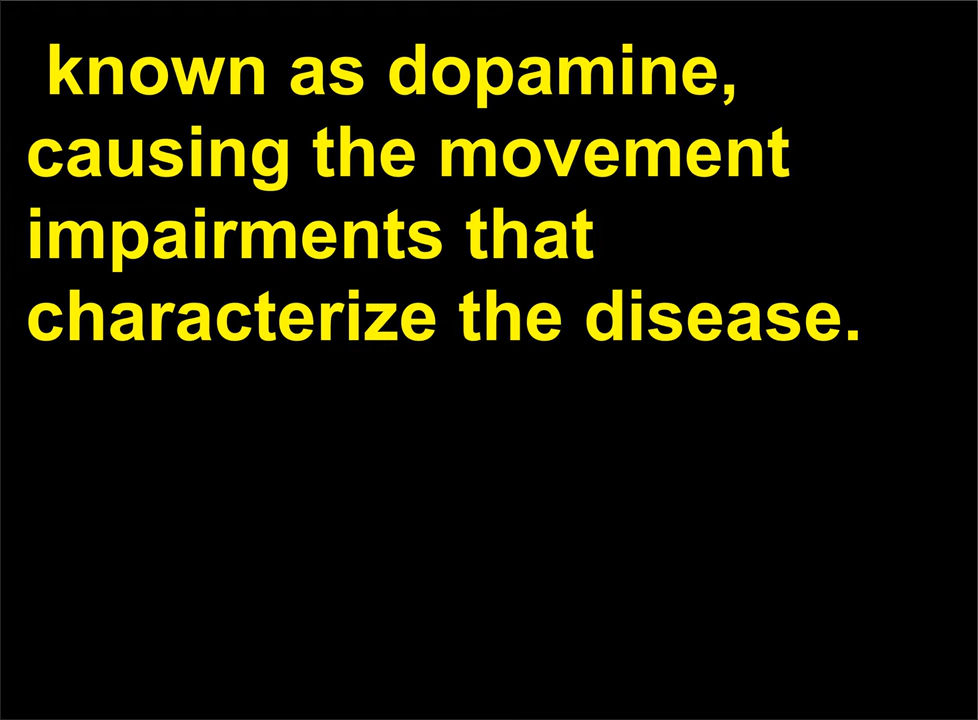 known as dopamine,
causing the movement
impairments that
characterize the disease.